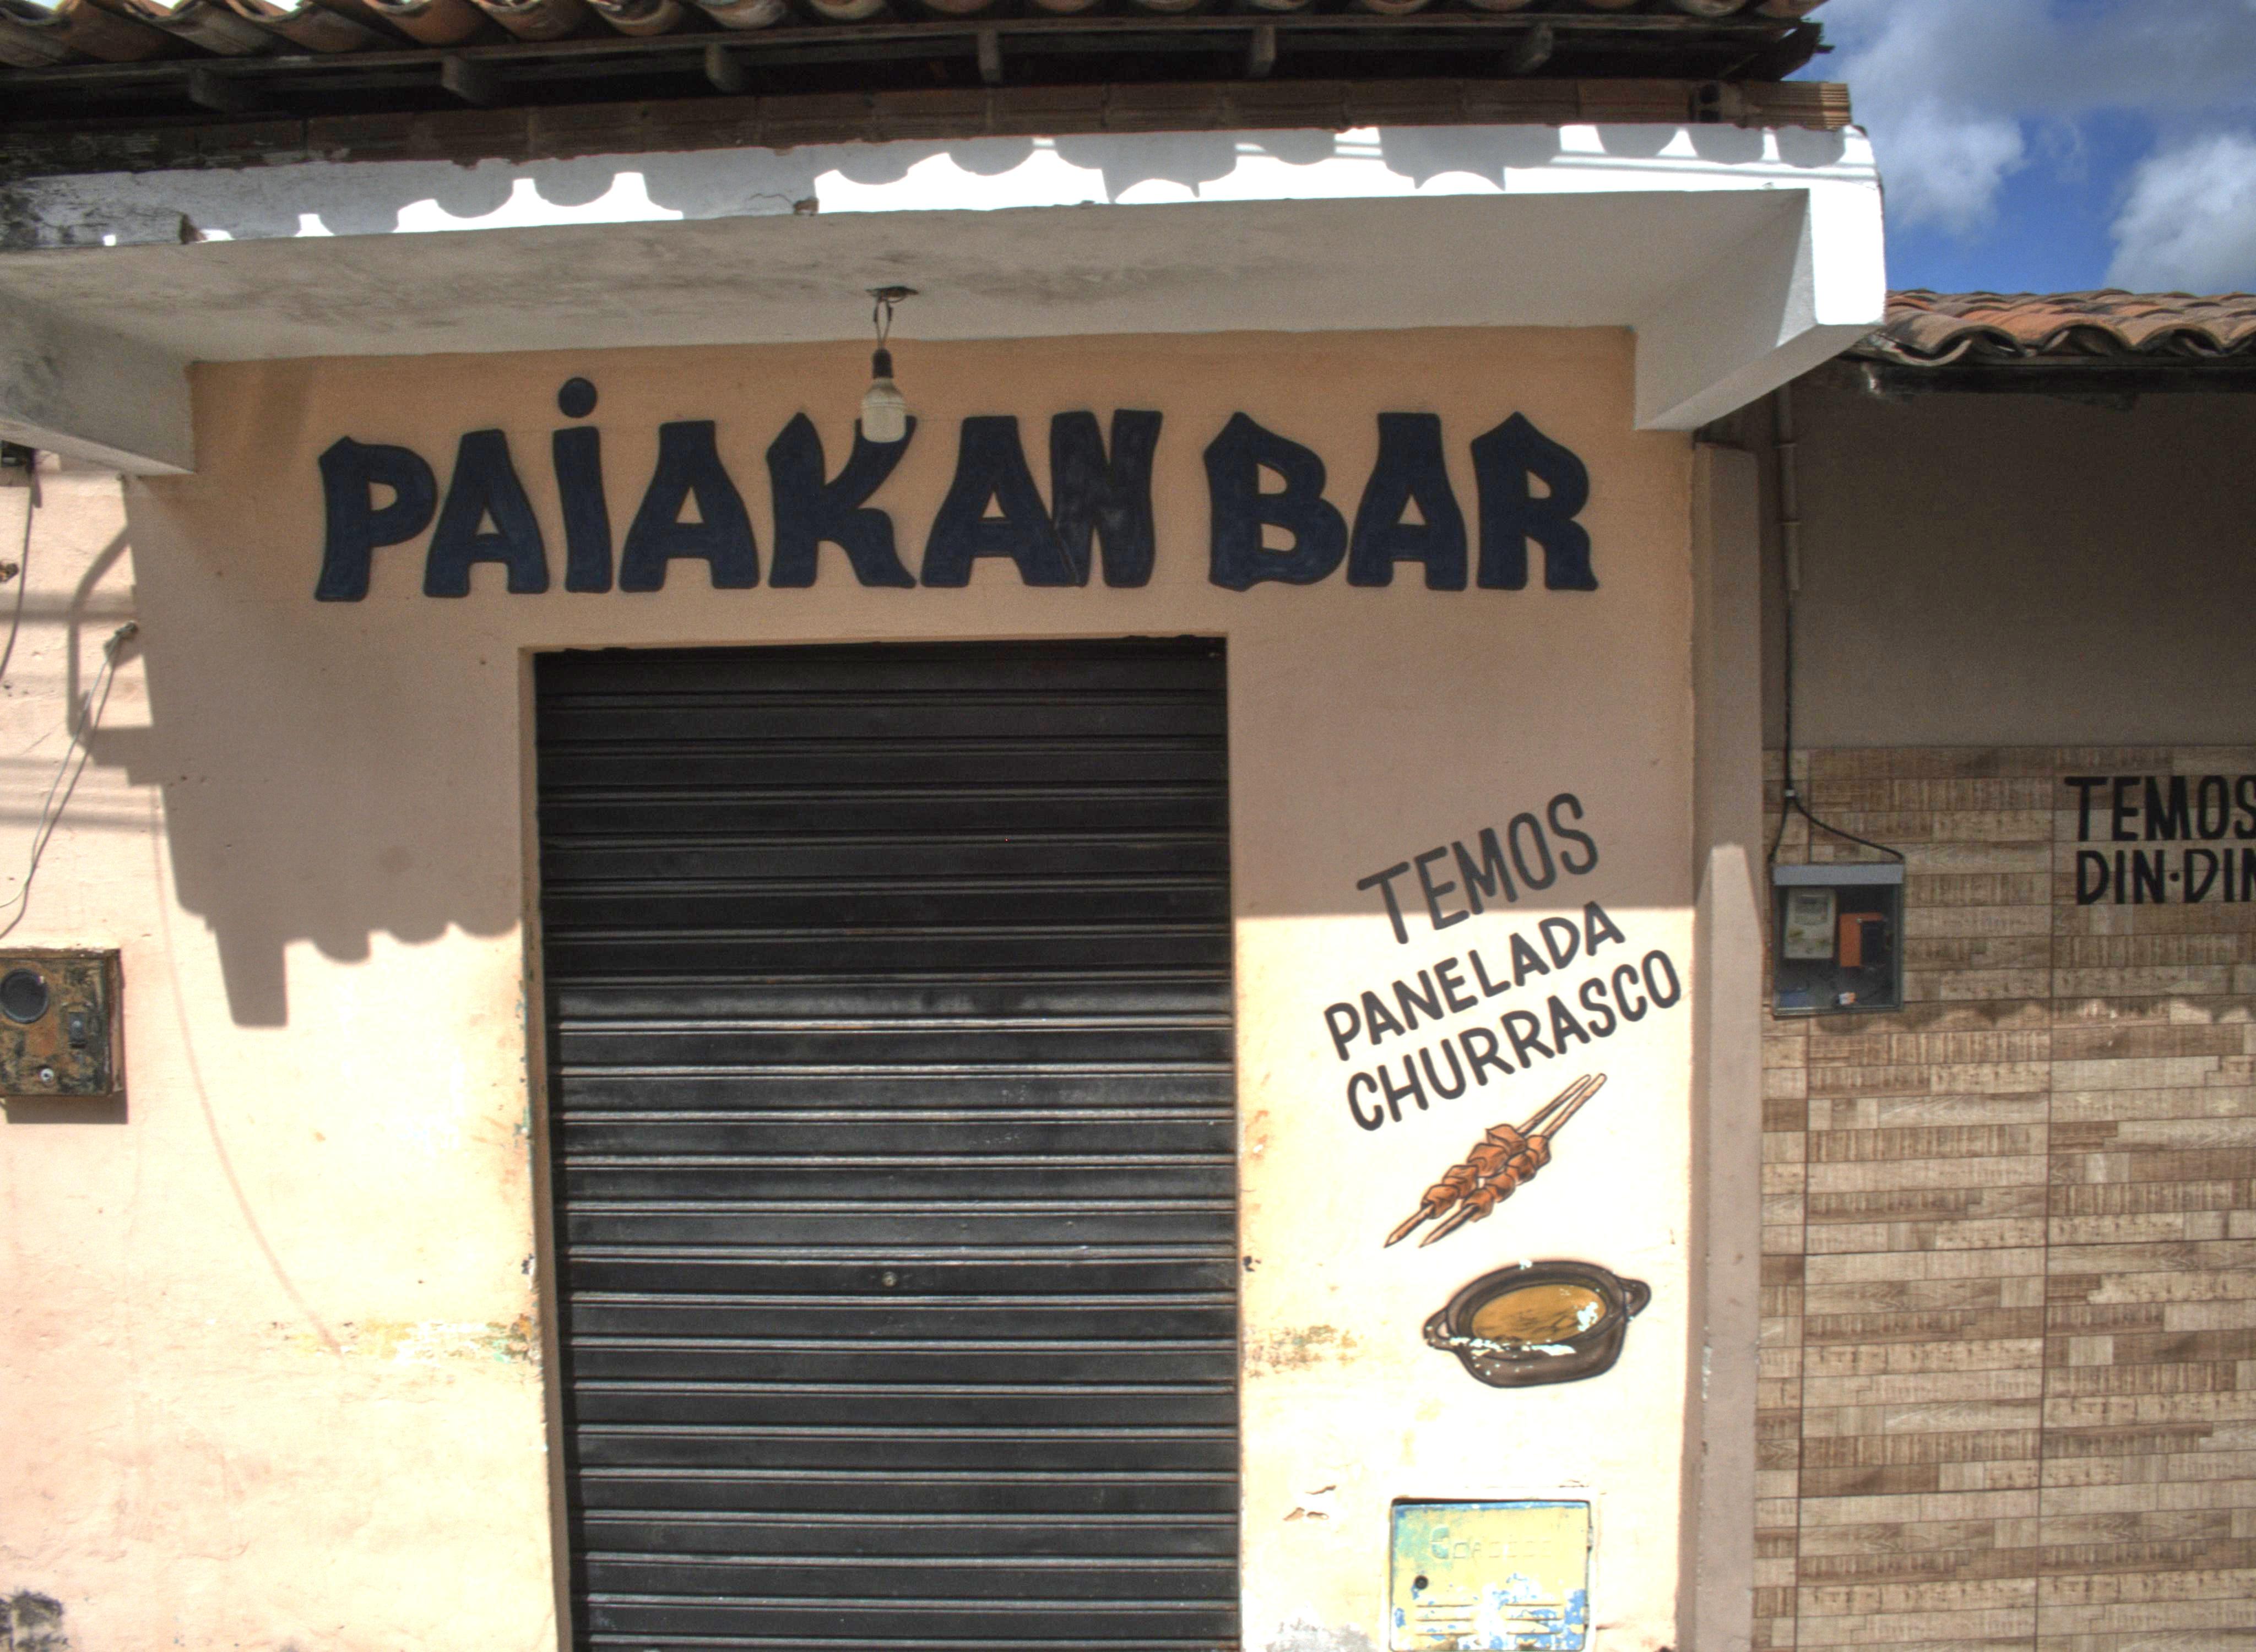 PAiAKAN BAR
TEMOS
PANELADA
CHURRASCO
TEMOS
DIN·DIN